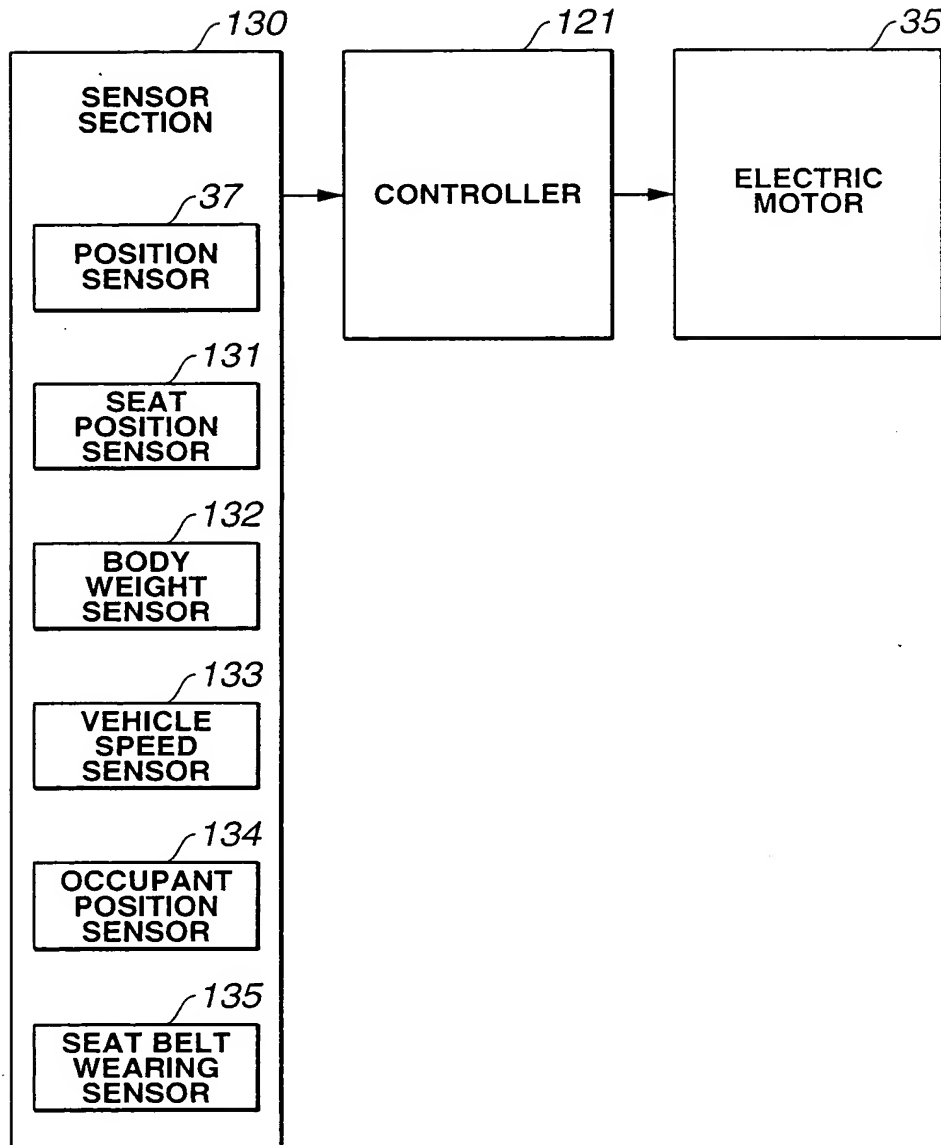 130
121
35
SENSOR
SECTION
CONTROLLER
ELECTRIC
MOTOR
37
POSITION
SENSOR
131
SEAT
POSITION
SENSOR
132
BODY
WEIGHT
SENSOR
133
VEHICLE
SPEED
SENSOR
134
OCCUPANT
POSITION
SENSOR
135
SEAT BELT
WEARING
SENSOR